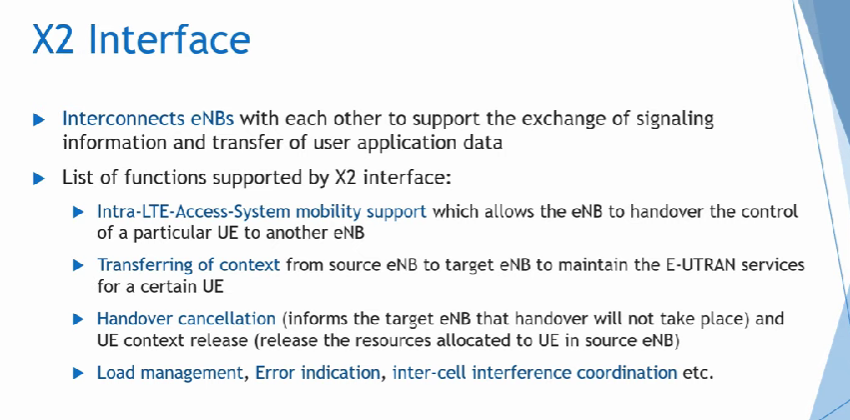 X2 Interface
Interconnects eNBs with each other to support the exchange of signaling
information and transfer of user application data
List of functions supported by X2 interface:
Intra-LTE-Access-System mobility support which allows the eNB to handover the control
of a particular UE to another eNB
Transferring of context from source eNB to target eNB to maintain the E-UTRAN services
for a certain UE
Handover cancellation (informs the target eNB that handover will not take place) and
UE context release (release the resources allocated to UE in source eNB)
Load management, Error indication, inter-cell interference coordination etc.